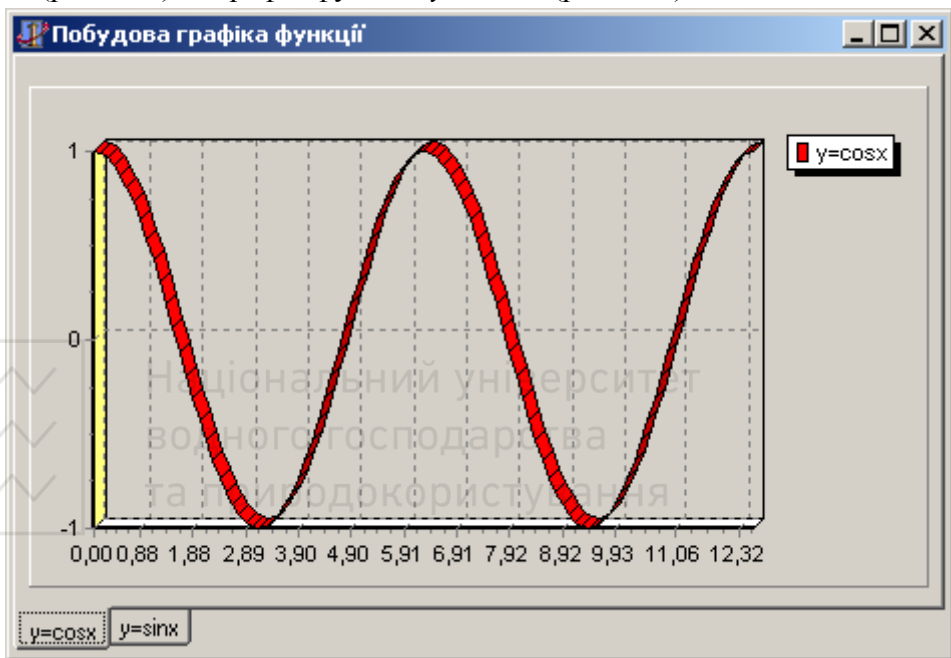 Побудова графіка функції
1
y=cosx
0
Національний університет
водного господарства
та природокористування
-1
0,00 0,88 1,88 2,89 3,90 4,90 5,91 6,91 7,92 8,92 9,93 11,06 12,32
y=cosx y=sinx